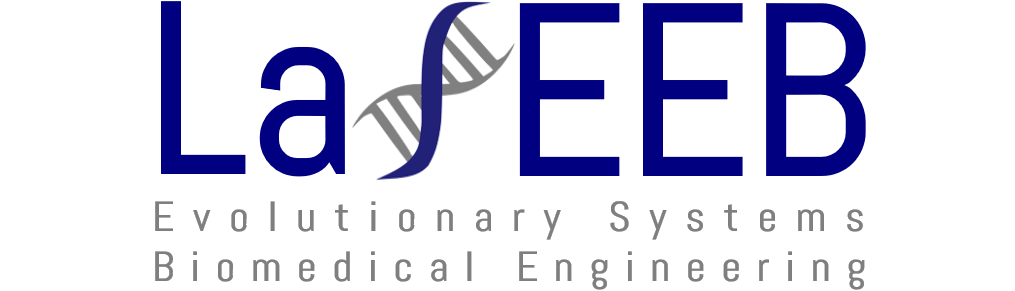 LaSEEB
Evolutionary Systems
Biomedical Engineering